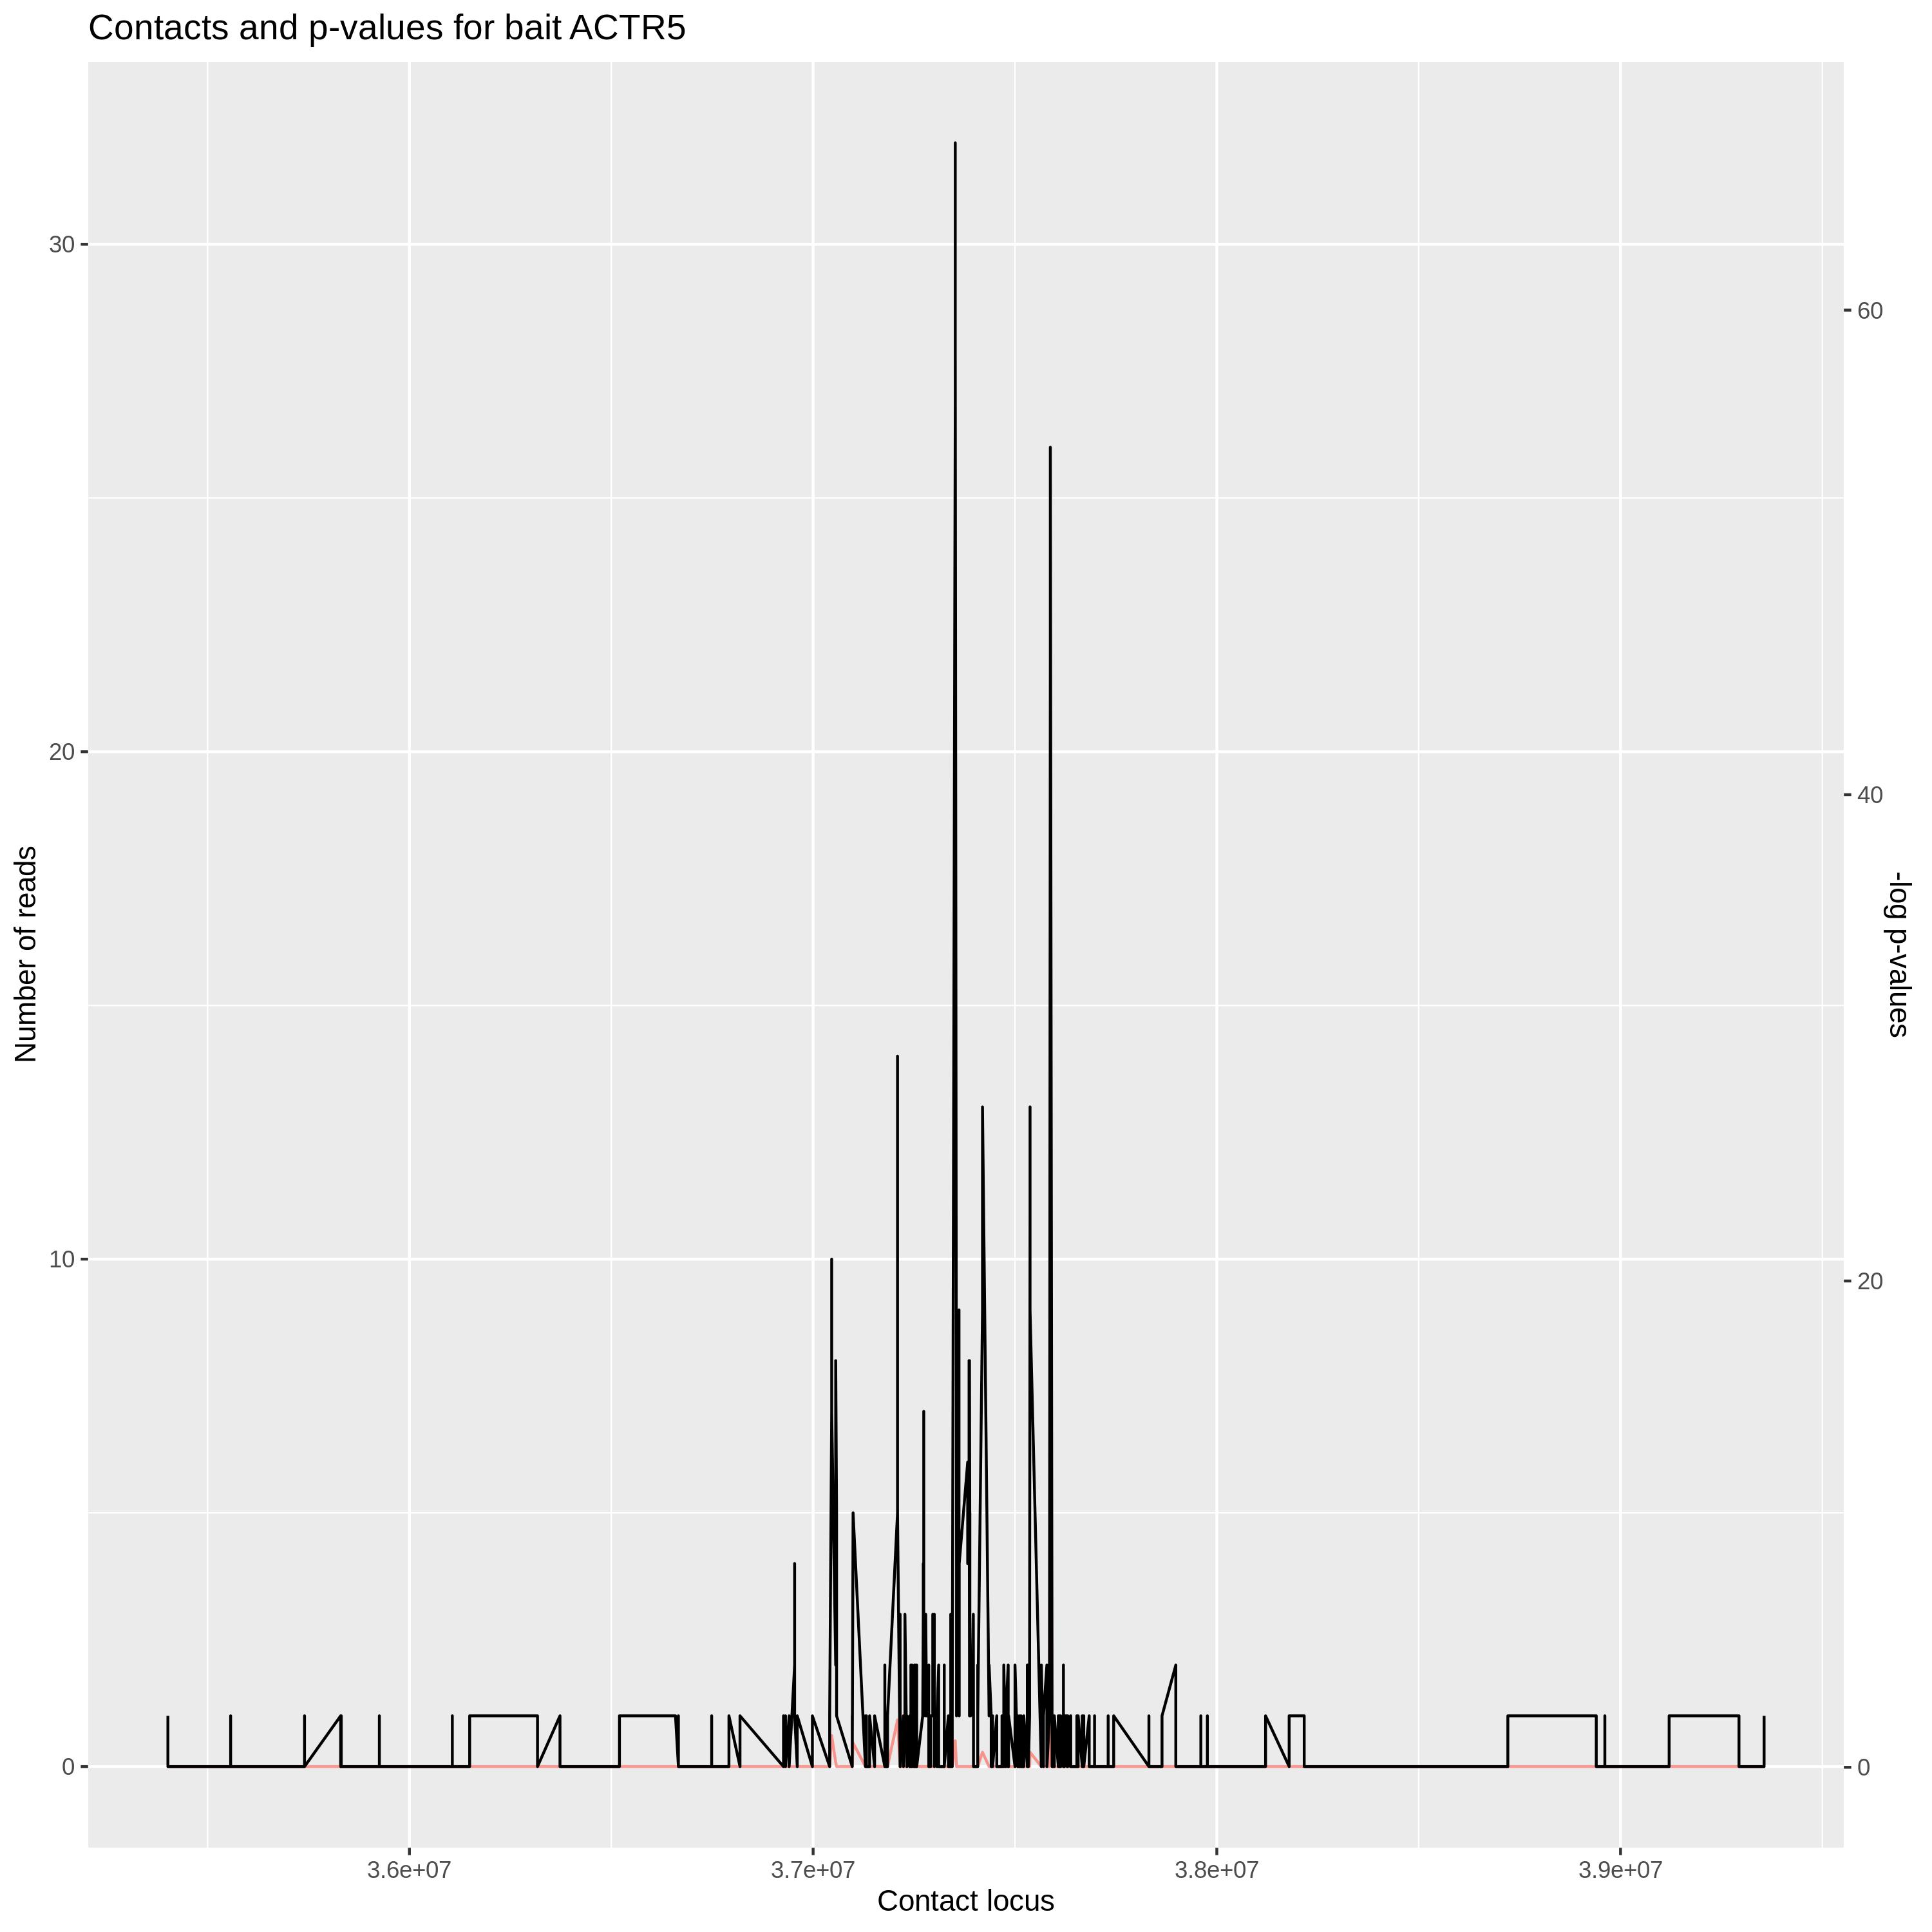 Contacts and p-values for bait ACTR5
30
20
10
0
Number of reads
60
40
20
0
-log p-values
3.6e+07
3.7e+07
3.8e+07
3.9e+07
Contact locus